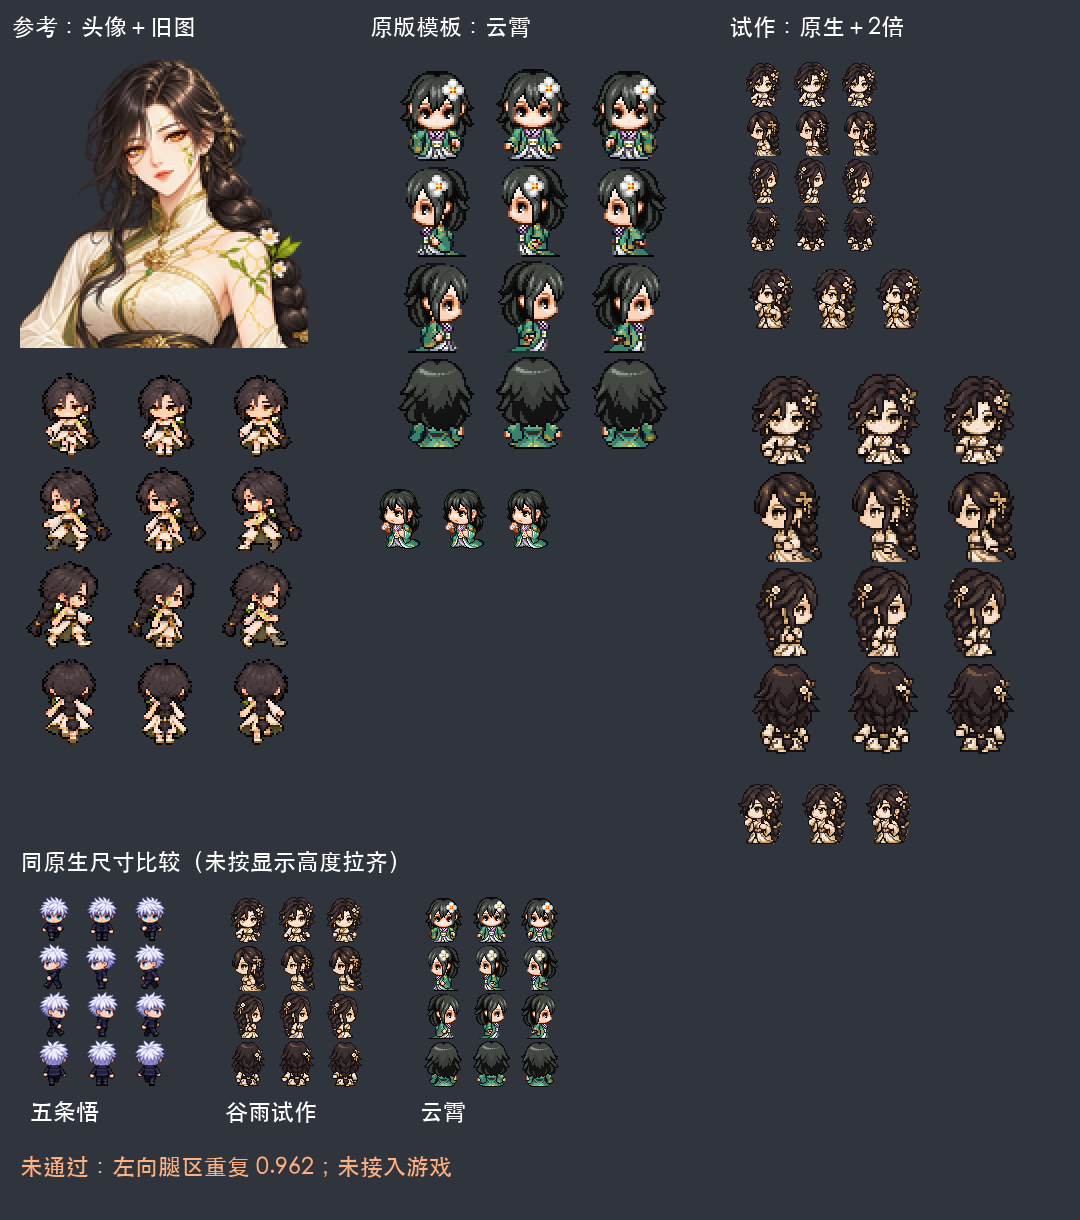 参考：头像＋旧图
原版模板：云霄
试作：原生＋2倍
同原生尺寸比较（未按显示高度拉齐）
五条悟
谷雨试作
云霄
未通过：左向腿区重复 0.962；未接入游戏